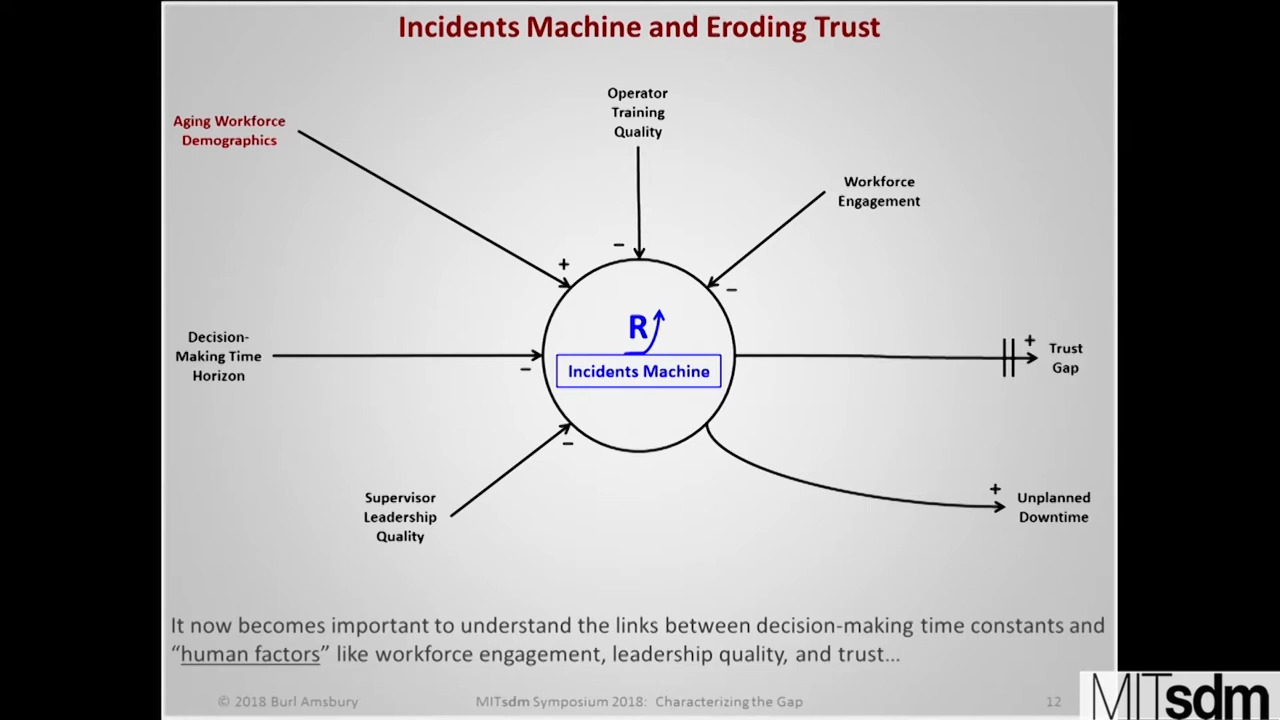 Incidents Machine and Eroding Trust
Operator
Training
Quality
Aging Workforce
Demographics
Workforce
Engagement
+
−
−
R
Incidents Machine
Decision-
Making Time
Horizon
−
+
Trust
Gap
−
Supervisor
Leadership
Quality
+
Unplanned
Downtime
It now becomes important to understand the links between decision-making time constants and
“human factors” like workforce engagement, leadership quality, and trust…
© 2018 Burl Amsbury
MITsdm Symposium 2018: Characterizing the Gap
12
MITsdm